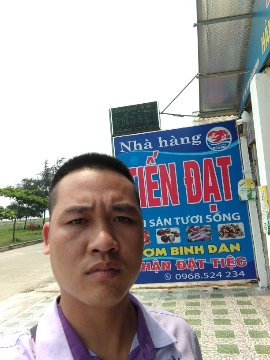 Nhà hàng
TIẾN ĐẠT
SẢN TƯƠI SỐNG
CƠM BÌNH DÂN
NHẬN ĐẶT TIỆC
0968.524 234